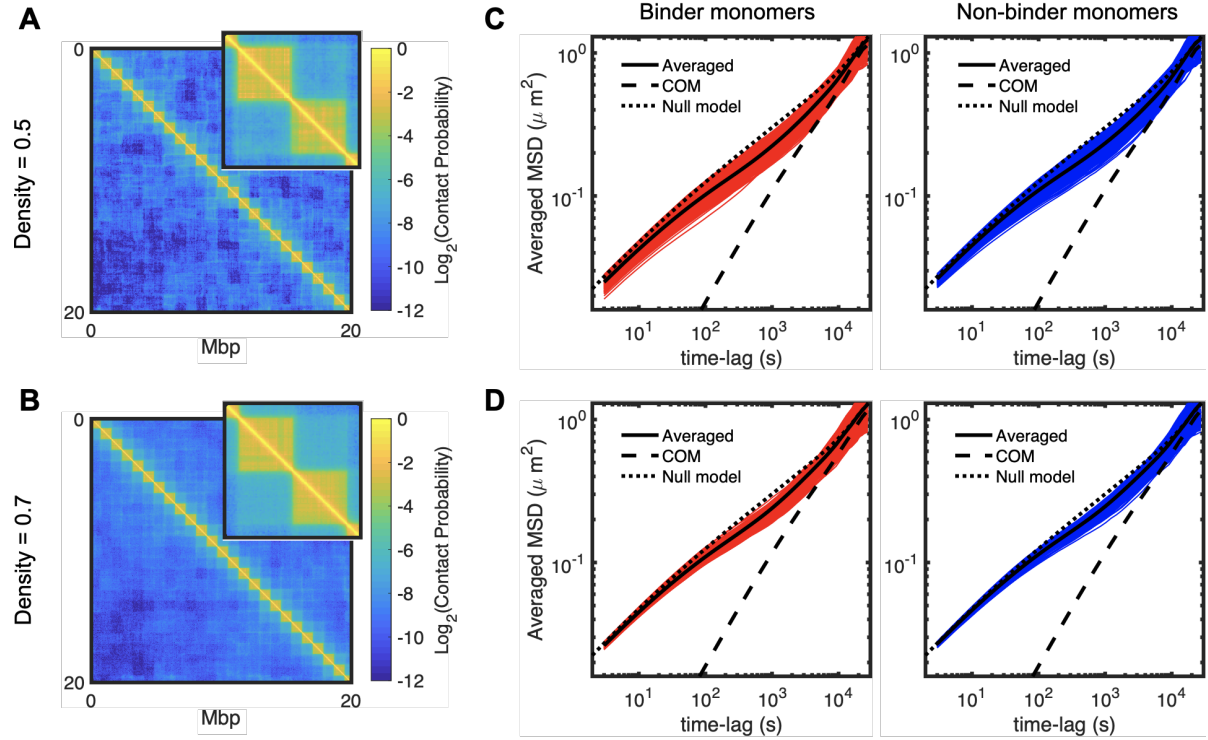 A
Density = 0.5
0
20
0
20
Mbp
0
-2
-4
-6
-8
-10
-12
Log2(Contact Probability)
C
Binder monomers
Non-binder monomers
Averaged MSD (μ m2)
10^0
10^-1
Averaged
COM
Null model
10^1
10^2
10^3
10^4
time-lag (s)
10^0
10^-1
Averaged
COM
Null model
10^1
10^2
10^3
10^4
time-lag (s)
B
Density = 0.7
0
20
0
20
Mbp
0
-2
-4
-6
-8
-10
-12
Log2(Contact Probability)
D
Averaged MSD (μ m2)
10^0
10^-1
Averaged
COM
Null model
10^1
10^2
10^3
10^4
time-lag (s)
10^0
10^-1
Averaged
COM
Null model
10^1
10^2
10^3
10^4
time-lag (s)